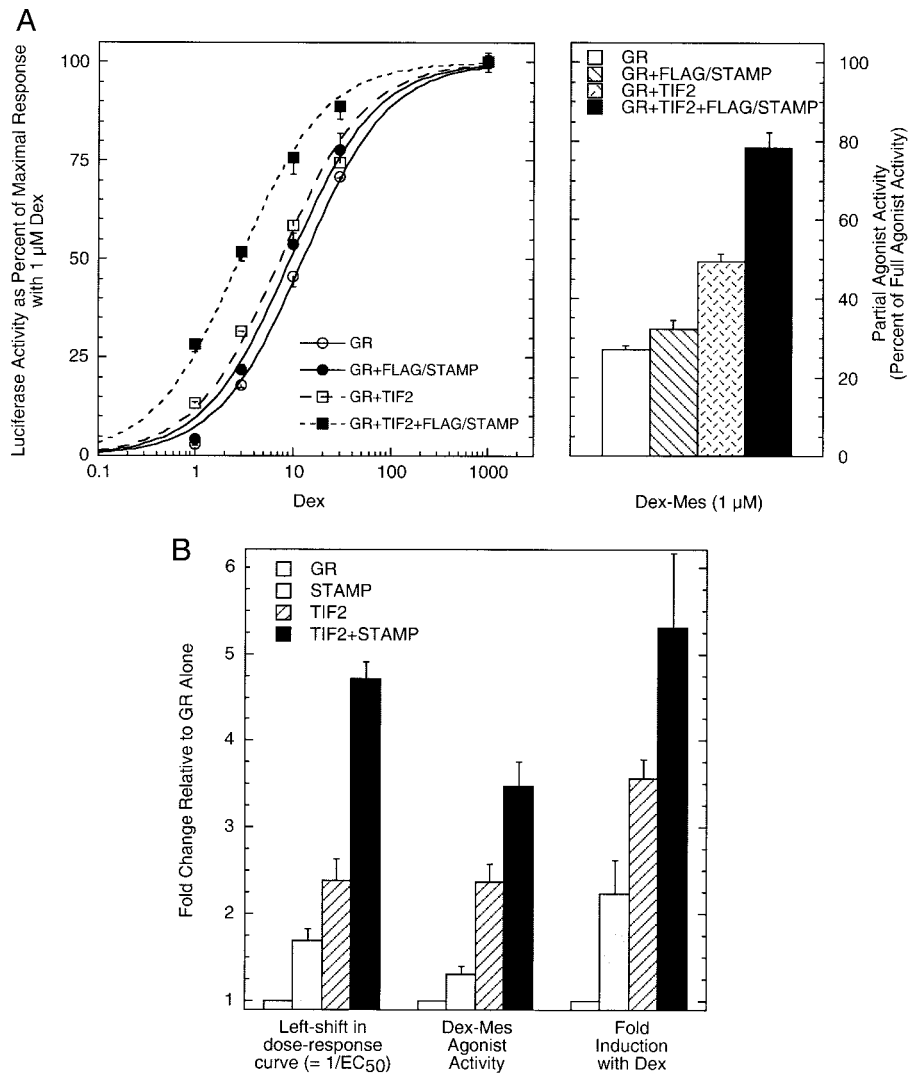 A
Luciferase Activity as Percent of Maximal Response
with 1 µM Dex
100
75
50
25
0
0.1
1
10
100
1000
Dex
GR
GR+FLAG/STAMP
GR+TIF2
GR+TIF2+FLAG/STAMP
GR
GR+FLAG/STAMP
GR+TIF2
GR+TIF2+FLAG/STAMP
100
80
60
40
20
0
Partial Agonist Activity
(Percent of Full Agonist Activity)
Dex-Mes (1 µM)
B
Fold Change Relative to GR Alone
6
5
4
3
2
1
GR
STAMP
TIF2
TIF2+STAMP
Left-shift in
dose-response
curve (= 1/EC50)
Dex-Mes
Agonist
Activity
Fold
Induction
with Dex